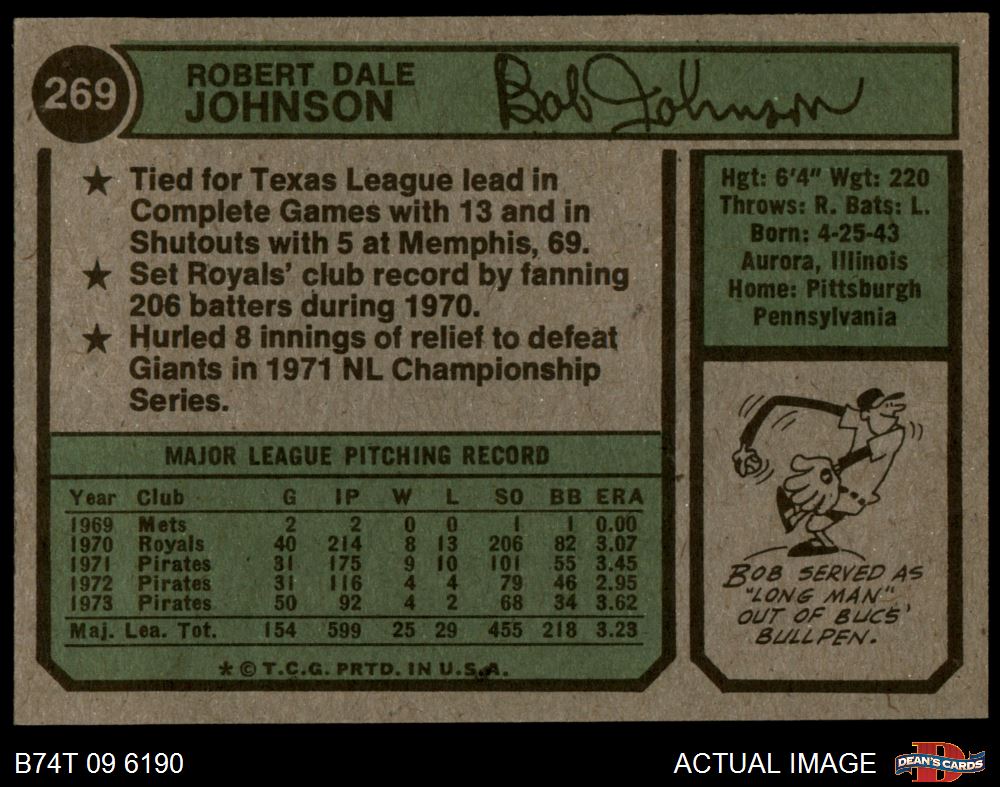 269
ROBERT DALE
JOHNSON
Bob Johnson
★ Tied for Texas League lead in
Complete Games with 13 and in
Shutouts with 5 at Memphis, 69.
★ Set Royals' club record by fanning
206 batters during 1970.
★ Hurled 8 innings of relief to defeat
Giants in 1971 NL Championship
Series.
MAJOR LEAGUE PITCHING RECORD
Year Club G IP W L SO BB ERA
1969 Mets 2 2 0 0 1 1 0.00
1970 Royals 40 214 8 13 206 82 3.07
1971 Pirates 31 175 9 10 101 55 3.45
1972 Pirates 31 116 4 4 79 46 2.95
1973 Pirates 50 92 4 2 68 34 3.62
Maj. Lea. Tot. 154 599 25 29 455 218 3.23
* © T.C.G. PRTD. IN U.S.A.
Hgt: 6'4" Wgt: 220
Throws: R. Bats: L.
Born: 4-25-43
Aurora, Illinois
Home: Pittsburgh
Pennsylvania
BOB SERVED AS
"LONG MAN"
OUT OF BUCS'
BULLPEN.
B74T 09 6190
ACTUAL IMAGE
DEAN'S CARDS